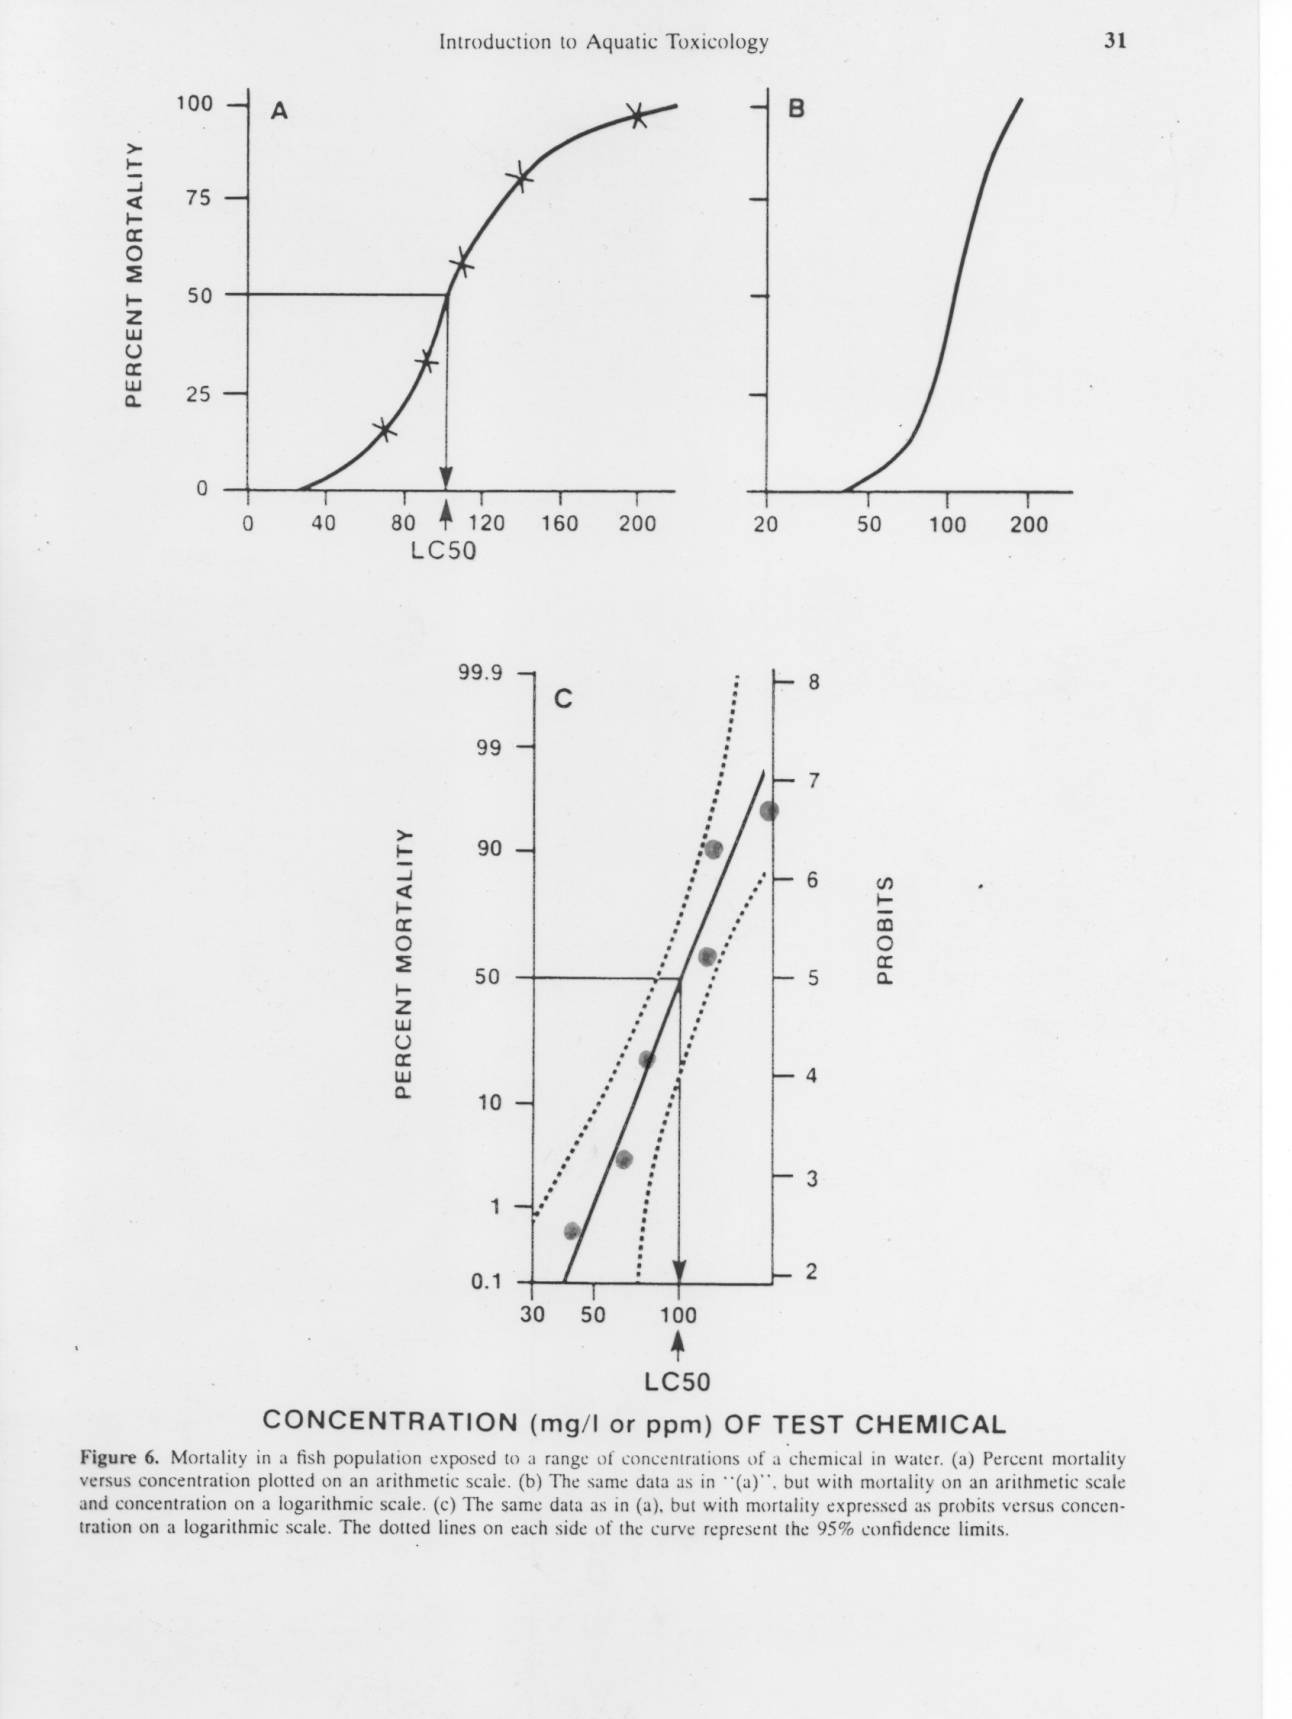 Introduction to Aquatic Toxicology 31
A
PERCENT MORTALITY
100
75
50
25
0
0 40 80 120 160 200
LC50
B
20 50 100 200
C
PERCENT MORTALITY
99.9
99
90
50
10
1
0.1
30 50 100
LC50
8
7
6
5
4
3
2
PROBITS
CONCENTRATION (mg/l or ppm) OF TEST CHEMICAL
Figure 6. Mortality in a fish population exposed to a range of concentrations of a chemical in water. (a) Percent mortality
versus concentration plotted on an arithmetic scale. (b) The same data as in "(a)", but with mortality on an arithmetic scale
and concentration on a logarithmic scale. (c) The same data as in (a), but with mortality expressed as probits versus concen-
tration on a logarithmic scale. The dotted lines on each side of the curve represent the 95% confidence limits.